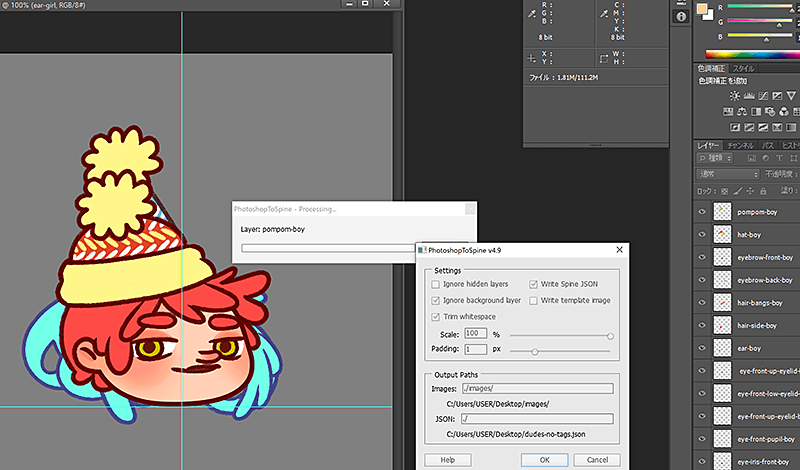 @ 100% (ear-girl, RGB/8#)
R :
G :
B :
8 bit
C :
M :
Y :
K :
8 bit
X :
Y :
W :
H :
ファイル : 1.81M/111.2M
R
G
B
色調補正 スタイル
色調補正を追加
レイヤー チャンネル パス ヒスト
種類
通常
不透明度 :
ロック :
pompom-boy
hat-boy
eyebrow-front-boy
eyebrow-back-boy
hair-bangs-boy
hair-side-boy
ear-boy
eye-front-up-eyelid-
eye-front-low-eyelid-b
eye-front-up-eyelid-b
eye-front-pupil-boy
eye-iris-front-boy
PhotoshopToSpine - Processing...
Layer: pompom-boy
PhotoshopToSpine v4.9
Settings
Ignore hidden layers
Write Spine JSON
Ignore background layer
Write template image
Trim whitespace
Scale: 100 %
Padding: 1 px
Output Paths
Images: ./images/
C:/Users/USER/Desktop/images/
JSON: ./
C:/Users/USER/Desktop/dudes-no-tags.json
Help
OK
Cancel